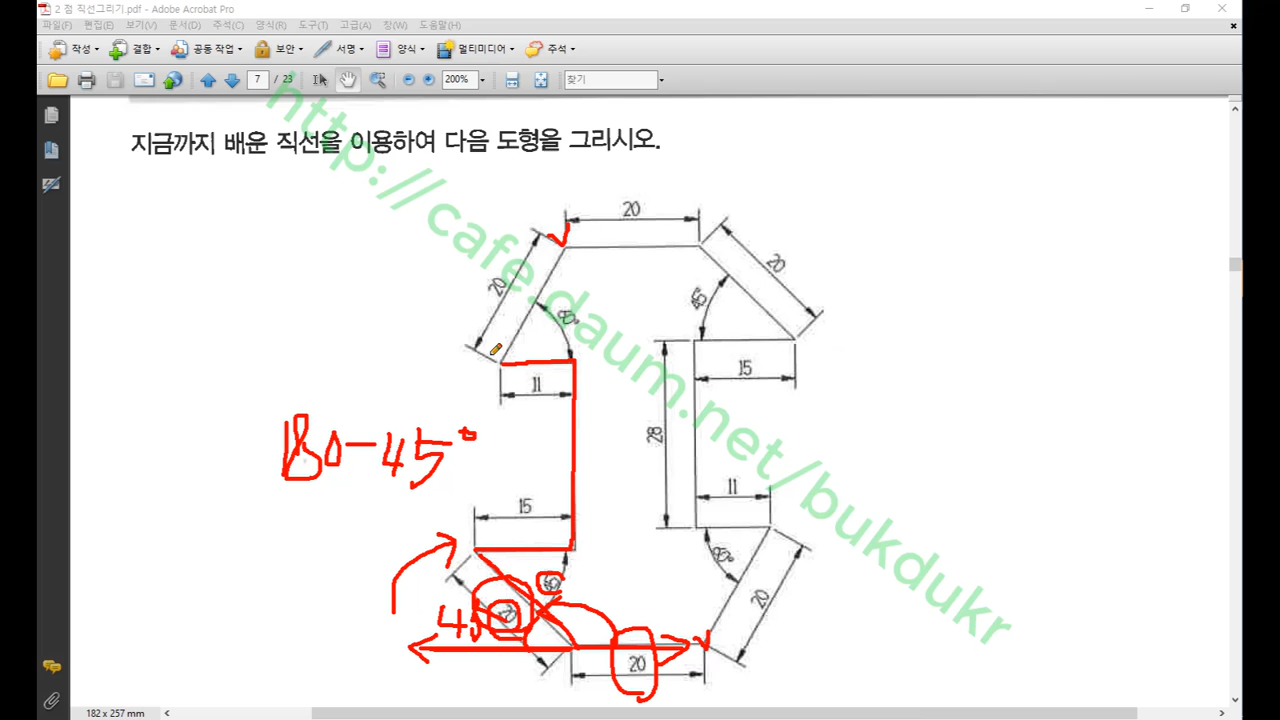 2 점 직선그리기.pdf - Adobe Acrobat Pro
파일(F) 편집(E) 보기(V) 문서(D) 주석(C) 양식(R) 도구(T) 고급(A) 창(W) 도움말(H)
작성 결합 공동 작업 보안 서명 양식 멀티미디어 주석
7 / 23 200% 찾기
지금까지 배운 직선을 이용하여 다음 도형을 그리시오.
http://cafe.daum.net/bukdukr
20
20
20
45°
60°
11
15
28
180-45°
15
11
45°
60°
20
45
20
20
182 x 257 mm